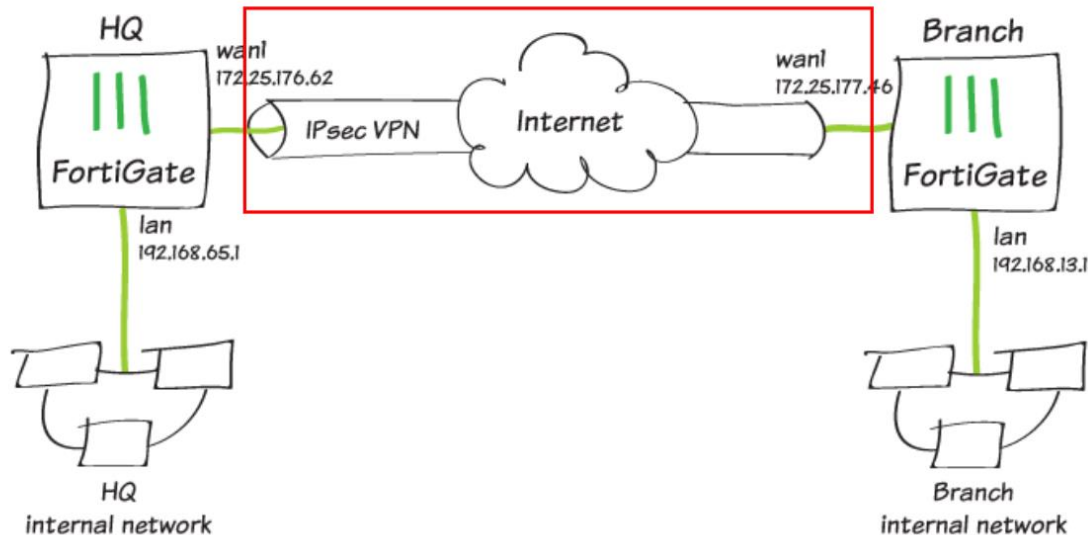 HQ
wan1
172.25.176.62
FortiGate
lan
192.168.65.1
HQ
internal network
IPsec VPN
Internet
Branch
wan1
172.25.177.46
FortiGate
lan
192.168.13.1
Branch
internal network